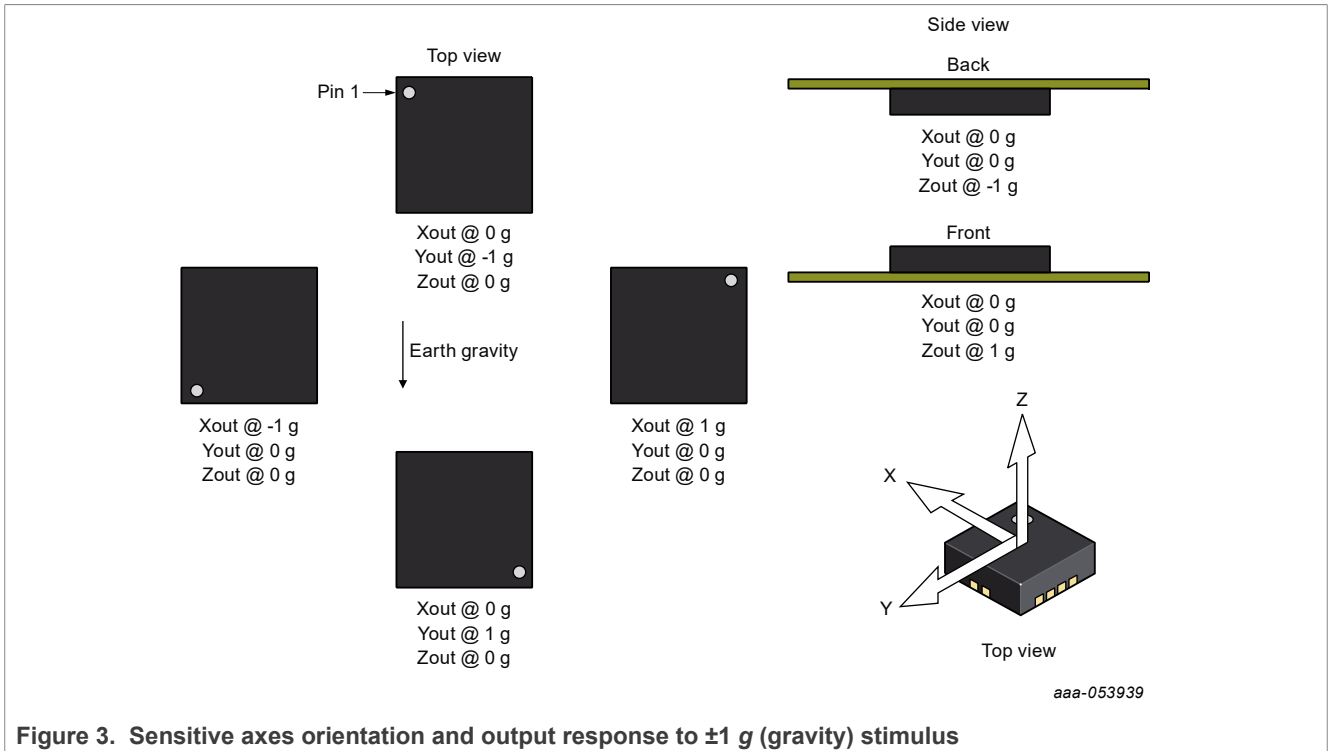 Side view
Top view
Back
Pin 1
Xout @ 0 g
Yout @ 0 g
Zout @ -1 g
Xout @ 0 g
Yout @ -1 g
Zout @ 0 g
Front
Xout @ 0 g
Yout @ 0 g
Zout @ 1 g
Earth gravity
Xout @ -1 g
Yout @ 0 g
Zout @ 0 g
Xout @ 1 g
Yout @ 0 g
Zout @ 0 g
Xout @ 0 g
Yout @ 1 g
Zout @ 0 g
Z
X
Y
Top view
aaa-053939
Figure 3. Sensitive axes orientation and output response to ±1 g (gravity) stimulus